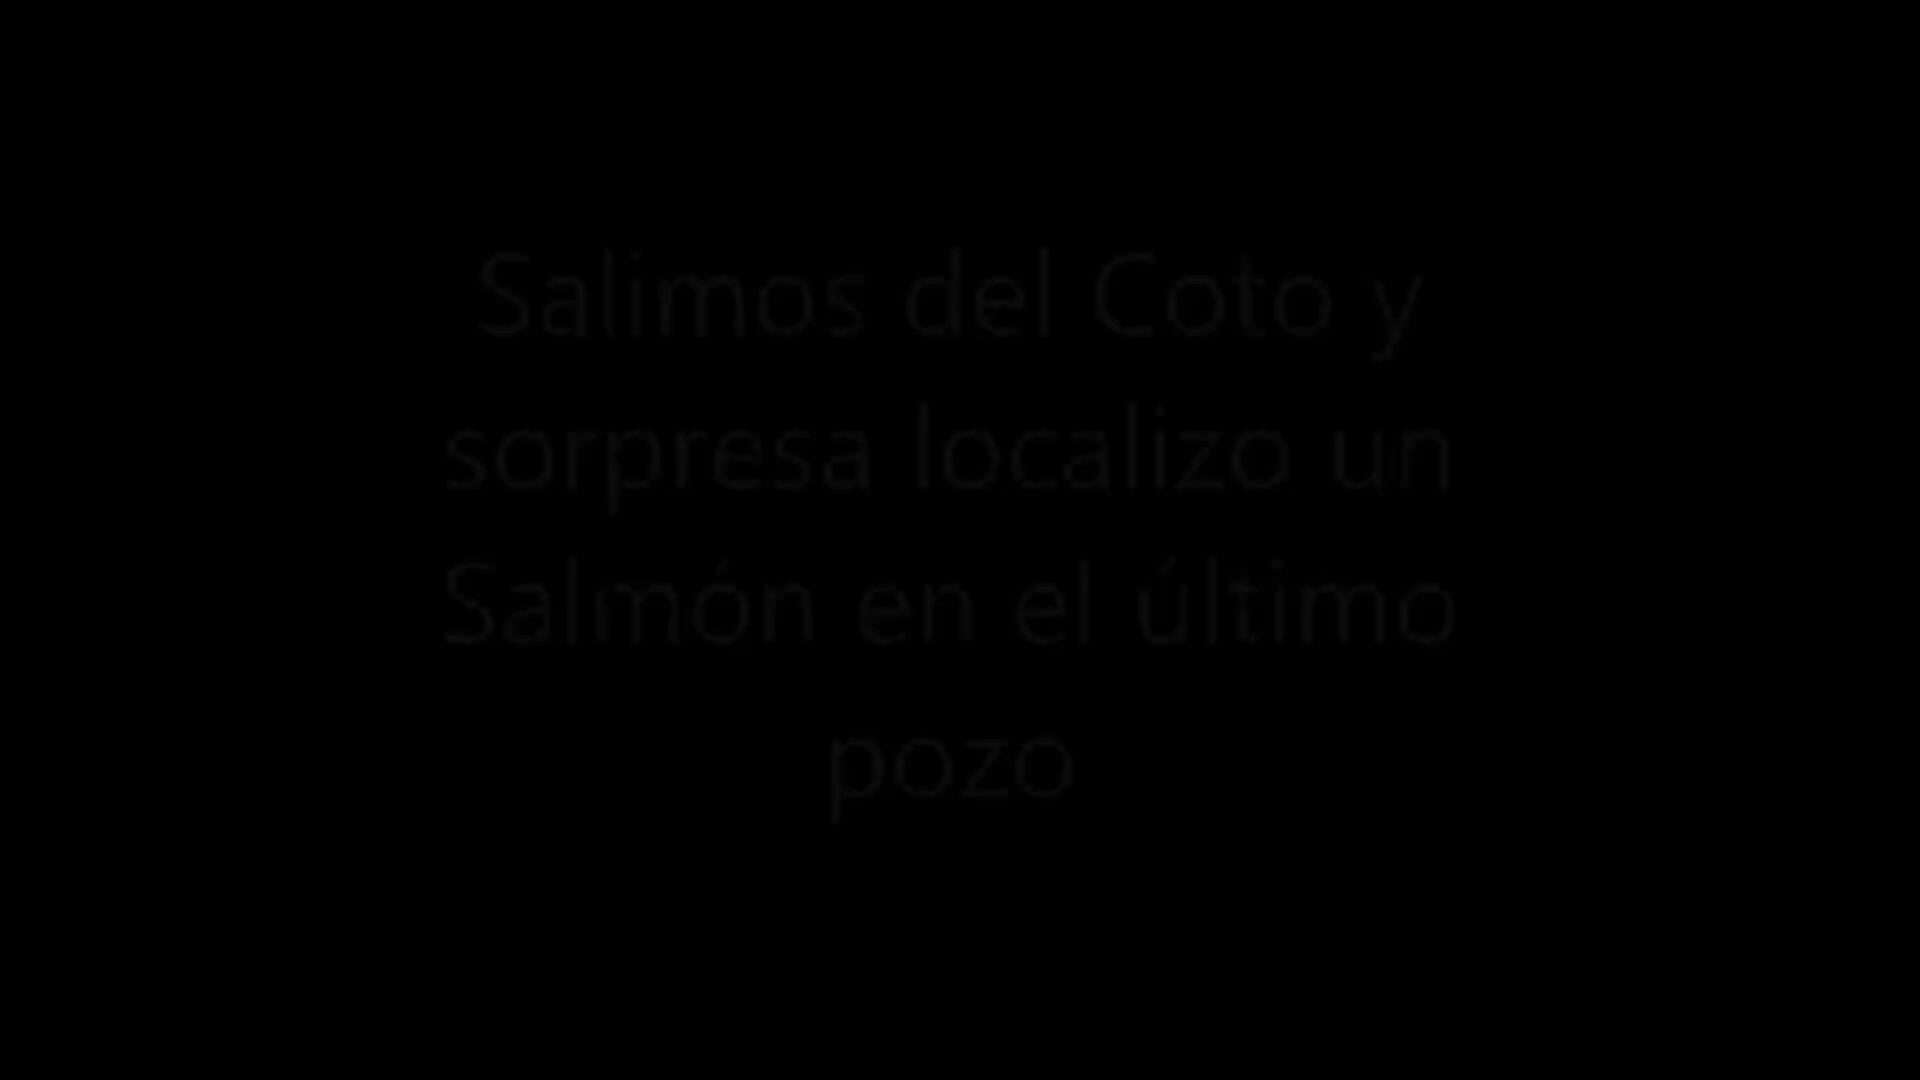 Salimos del Coto y
sorpresa localizo un
Salmón en el último
pozo